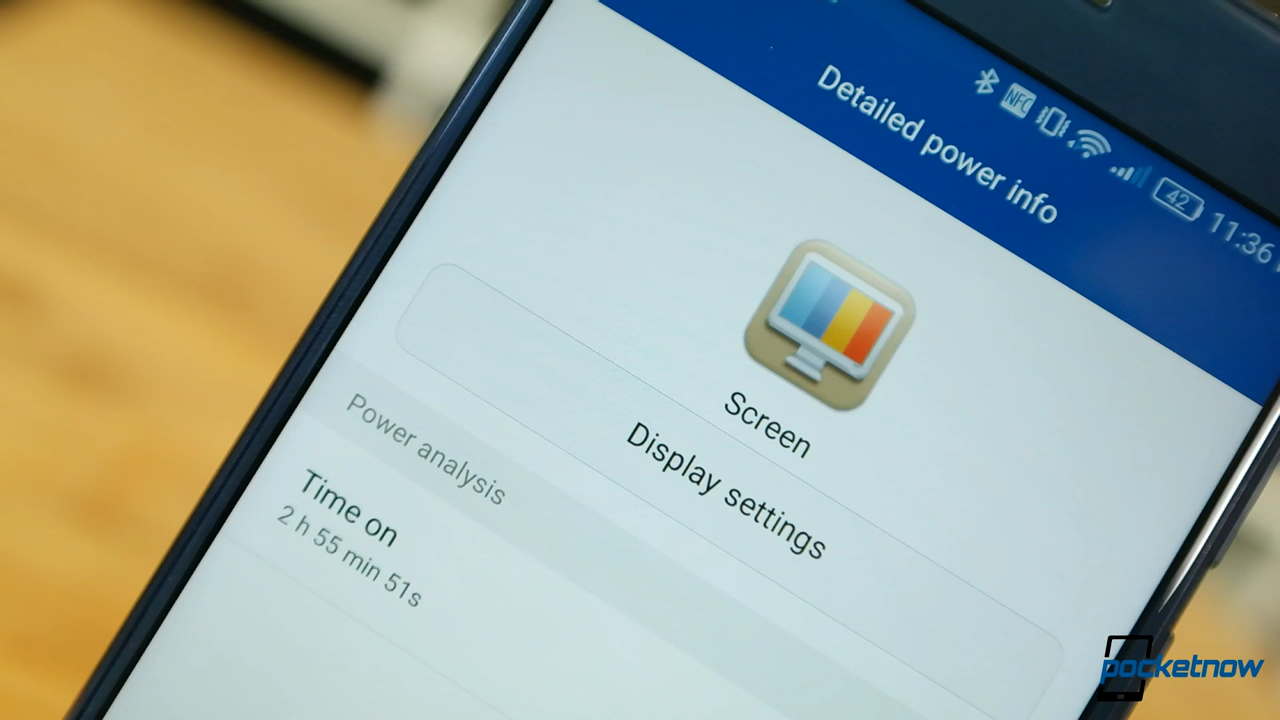 NFC
42
11:36
Detailed power info
Screen
Display settings
Power analysis
Time on
2 h 55 min 51s
pocketnow